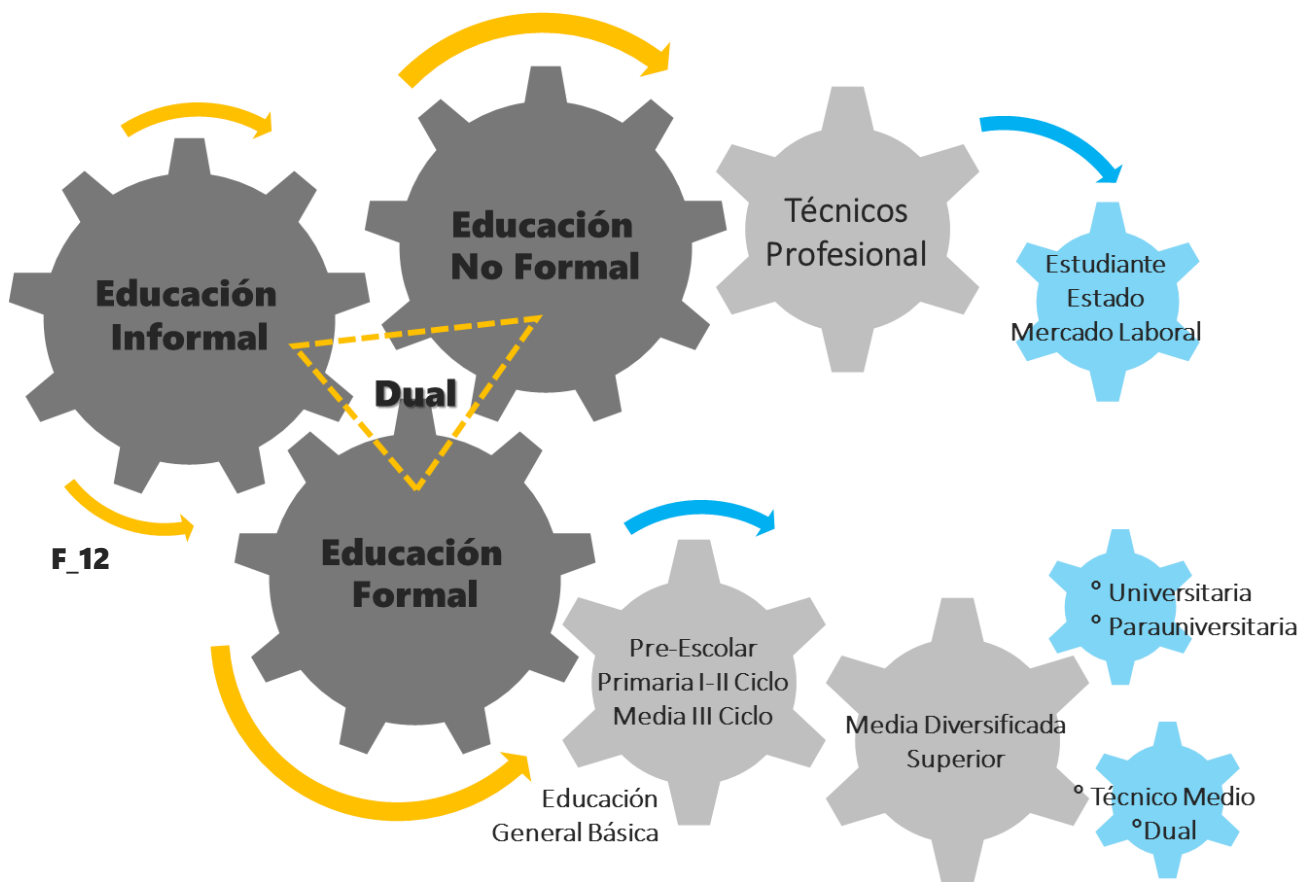 Educación
No Formal
Técnicos
Profesional
Estudiante
Estado
Mercado Laboral
Educación
Informal
Dual
F_12
Educación
Formal
Pre-Escolar
Primaria I-II Ciclo
Media III Ciclo
Educación
General Básica
Media Diversificada
Superior
° Universitaria
° Parauniversitaria
° Técnico Medio
°Dual